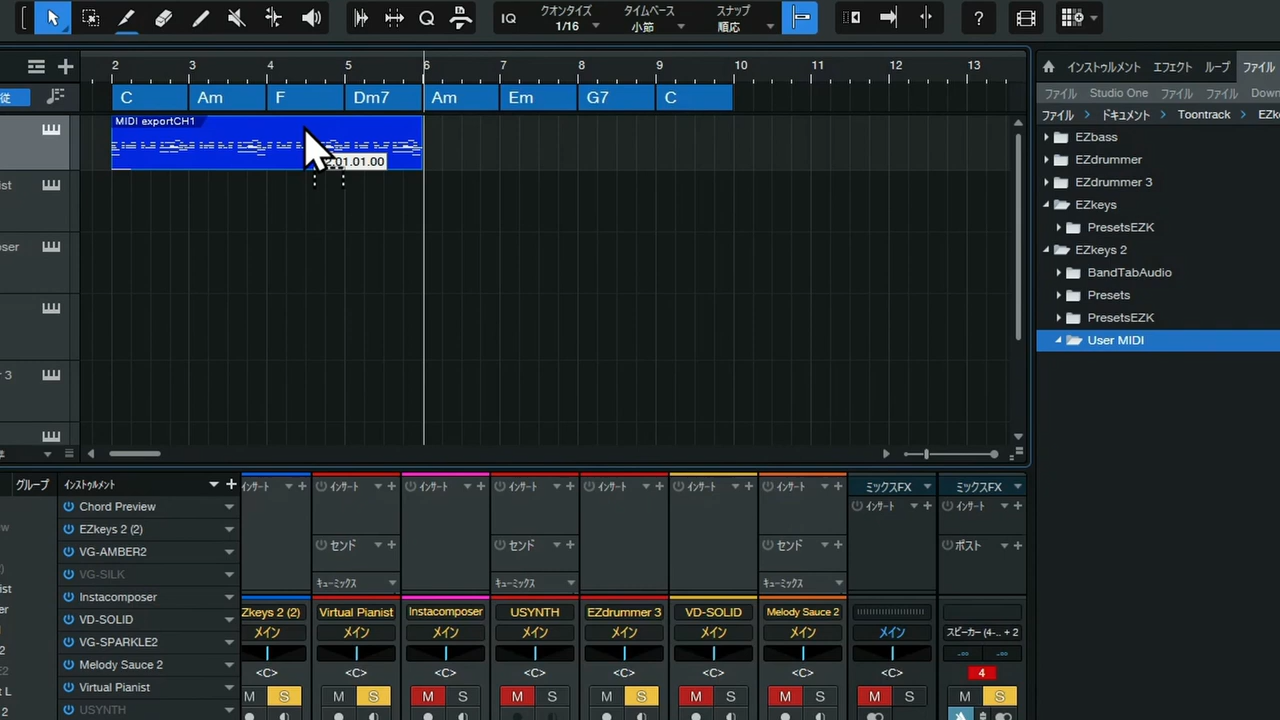 IQ
クオンタイズ
1/16
タイムベース
小節
スナップ
順応
?
2 3 4 5 6 7 8 9 10 11 12 13
C Am F Dm7 Am Em G7 C
MIDI exportCH1
01.01.00
従
ist
oser
r 3
インストゥルメント エフェクト ループ ファイル
ファイル Studio One ファイル ファイル Down
ファイル ドキュメント Toontrack EZke
EZbass
EZdrummer
EZdrummer 3
EZkeys
PresetsEZK
EZkeys 2
BandTabAudio
Presets
PresetsEZK
User MIDI
グループ インストゥルメント
Chord Preview
EZkeys 2 (2)
VG-AMBER2
VG-SILK
Instacomposer
VD-SOLID
VG-SPARKLE2
Melody Sauce 2
Virtual Pianist
USYNTH
インサート インサート インサート インサート インサート インサート インサート ミックスFX ミックスFX
インサート インサート
センド センド センド ポスト
キューミックス キューミックス キューミックス
Zkeys 2 (2) Virtual Pianist Instacomposer USYNTH EZdrummer 3 VD-SOLID Melody Sauce 2
メイン メイン メイン メイン メイン メイン メイン メイン スピーカー (4-.. + 2
-∞ -∞
<C> <C> <C> <C> <C> <C> <C> <C> 4
M S M S M S M S M S M S M S M S M S